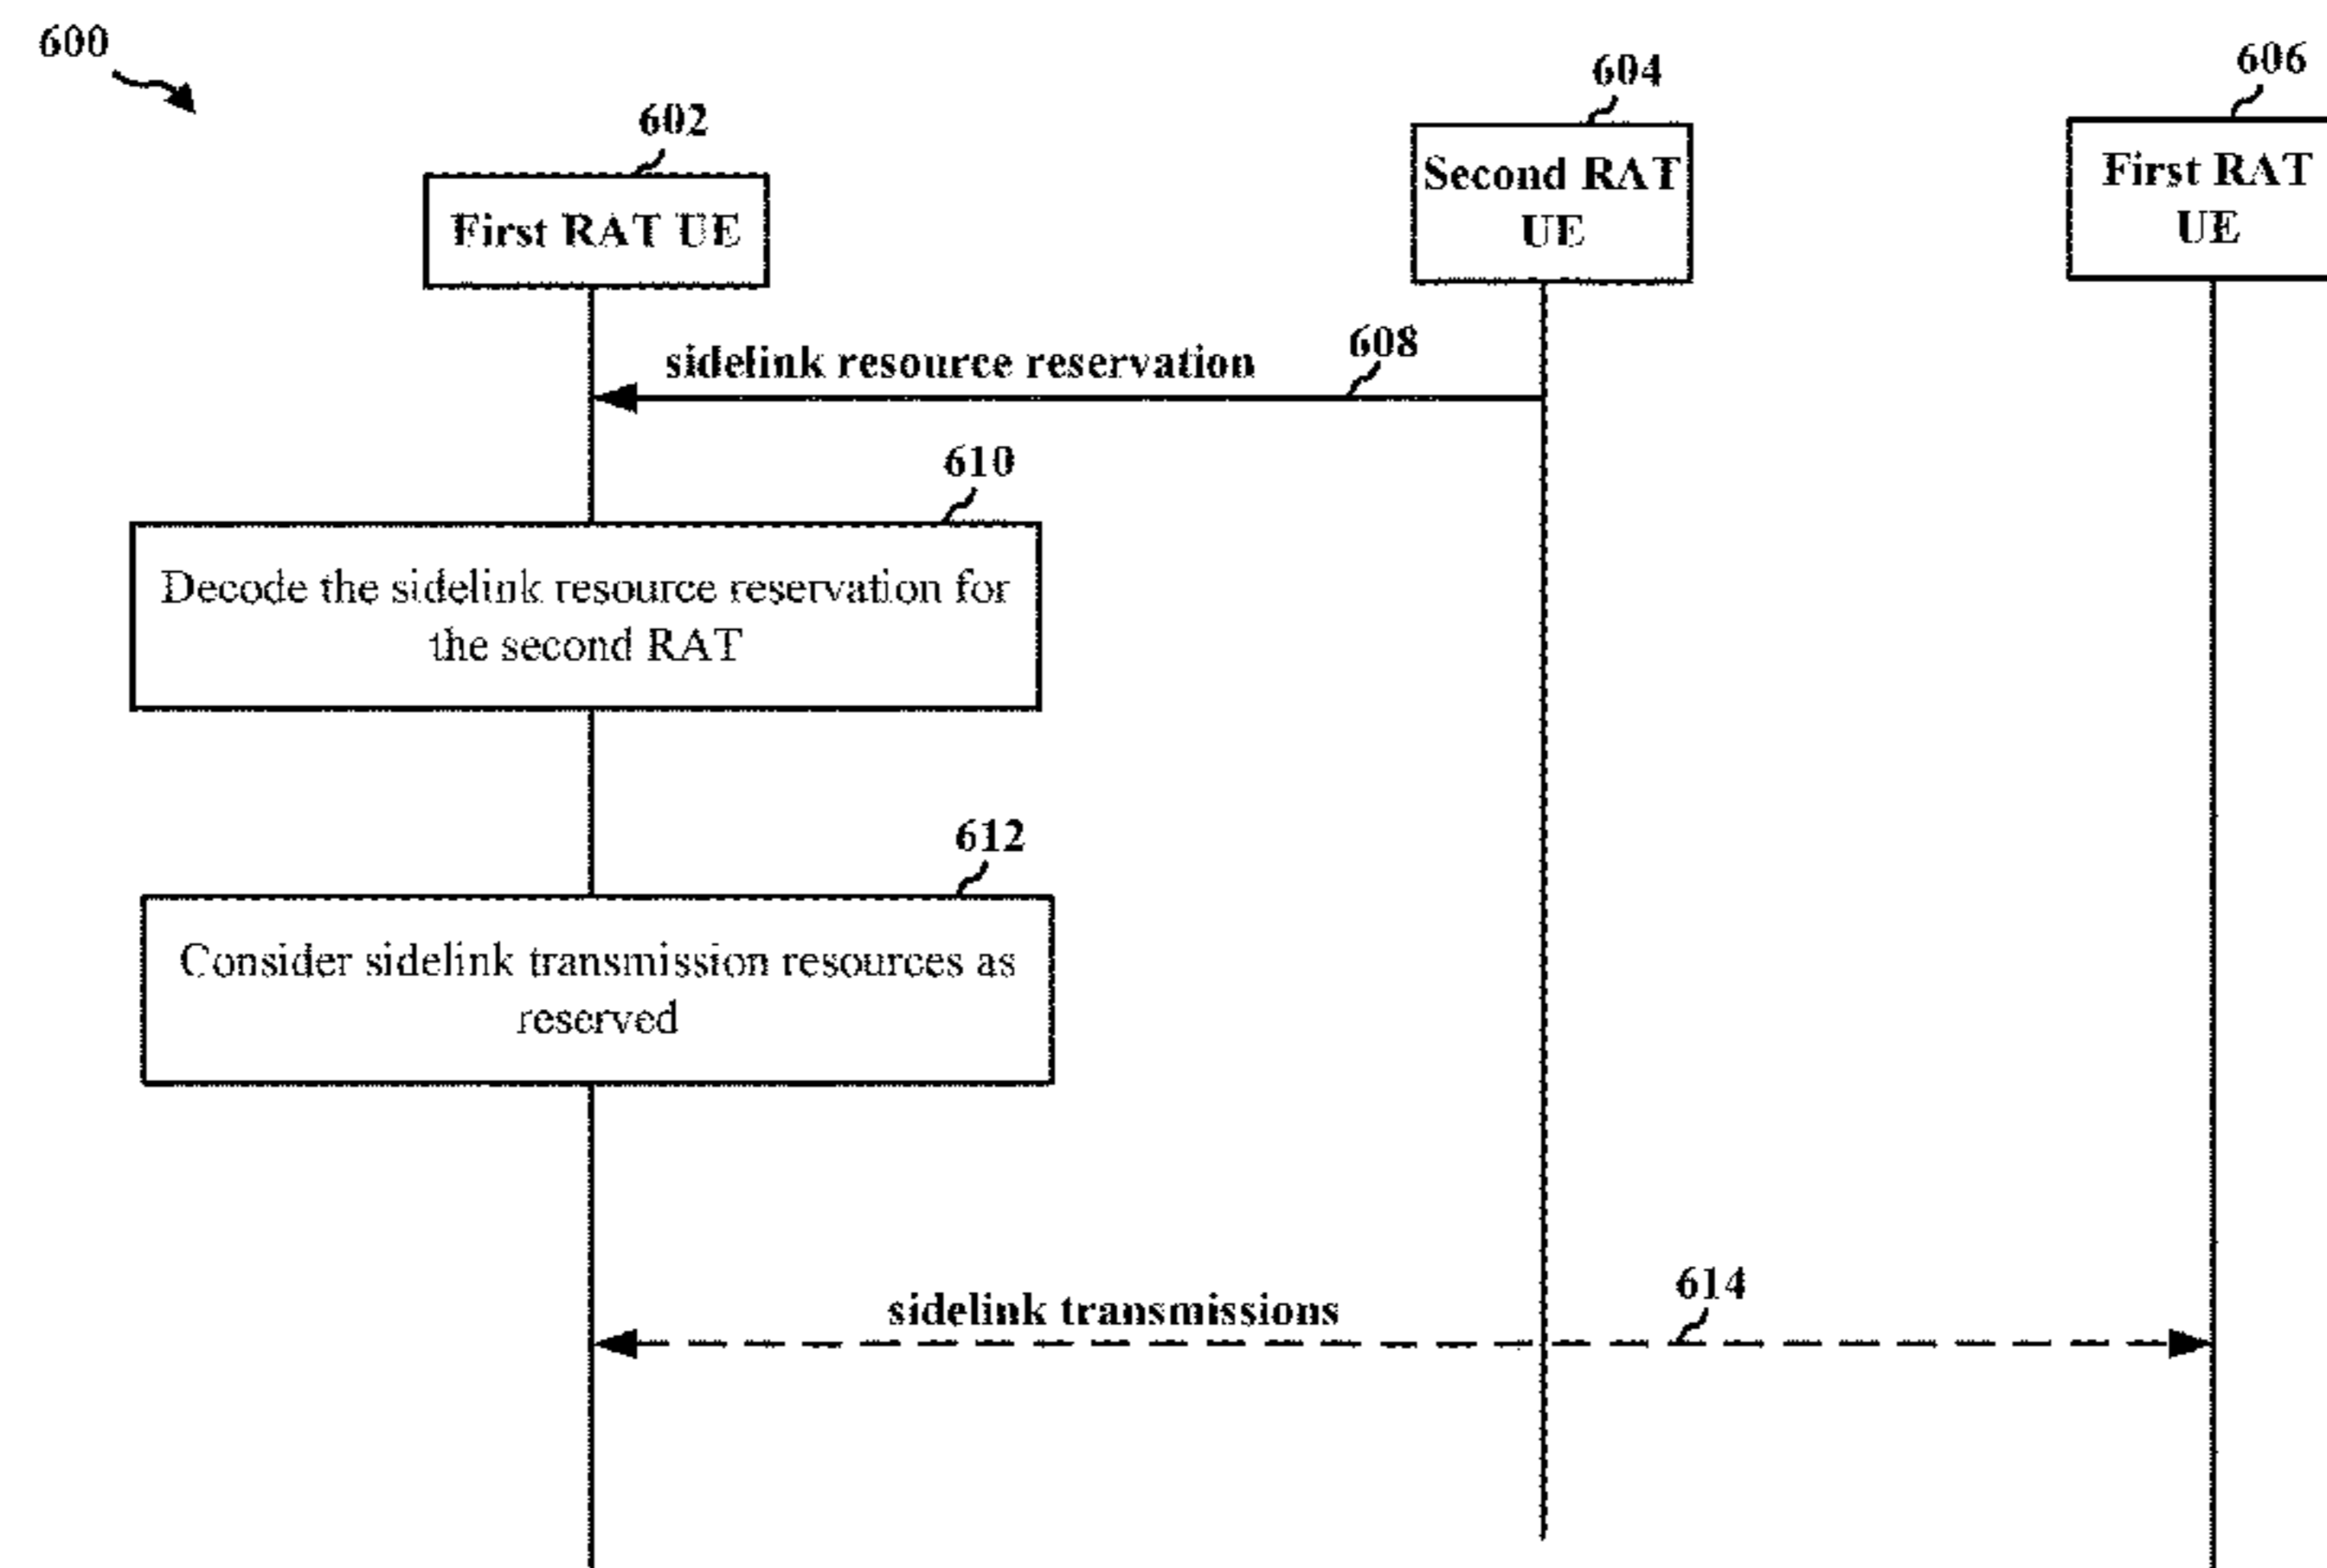 600
602
604
606
First RAT UE
Second RAT
UE
First RAT
UE
sidelink resource reservation
608
610
Decode the sidelink resource reservation for
the second RAT
612
Consider sidelink transmission resources as
reserved
sidelink transmissions
614